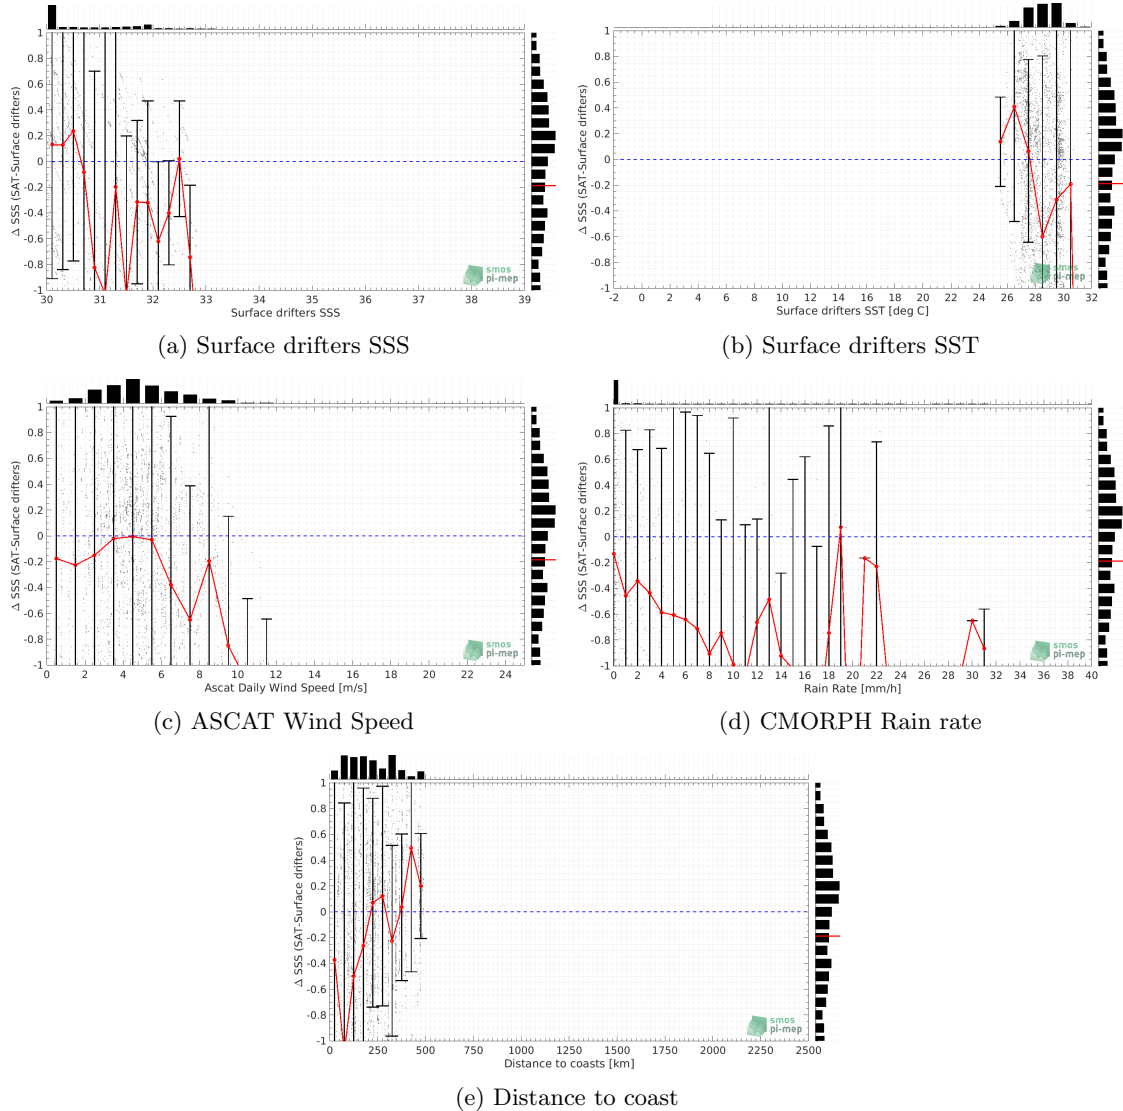 1
0.8
0.6
0.4
0.2
0
-0.2
-0.4
-0.6
-0.8
-1
Δ SSS (SAT-Surface drifters)
30 31 32 33 34 35 36 37 38 39
Surface drifters SSS
smos
pi-mep
(a) Surface drifters SSS
1
0.8
0.6
0.4
0.2
0
-0.2
-0.4
-0.6
-0.8
-1
Δ SSS (SAT-Surface drifters)
-2 0 2 4 6 8 10 12 14 16 18 20 22 24 26 28 30 32
Surface drifters SST [deg C]
smos
pi-mep
(b) Surface drifters SST
1
0.8
0.6
0.4
0.2
0
-0.2
-0.4
-0.6
-0.8
-1
Δ SSS (SAT-Surface drifters)
0 2 4 6 8 10 12 14 16 18 20 22 24
Ascat Daily Wind Speed [m/s]
smos
pi-mep
(c) ASCAT Wind Speed
1
0.8
0.6
0.4
0.2
0
-0.2
-0.4
-0.6
-0.8
-1
Δ SSS (SAT-Surface drifters)
0 2 4 6 8 10 12 14 16 18 20 22 24 26 28 30 32 34 36 38 40
Rain Rate [mm/h]
smos
pi-mep
(d) CMORPH Rain rate
1
0.8
0.6
0.4
0.2
0
-0.2
-0.4
-0.6
-0.8
-1
Δ SSS (SAT-Surface drifters)
0 250 500 750 1000 1250 1500 1750 2000 2250 2500
Distance to coasts [km]
smos
pi-mep
(e) Distance to coast